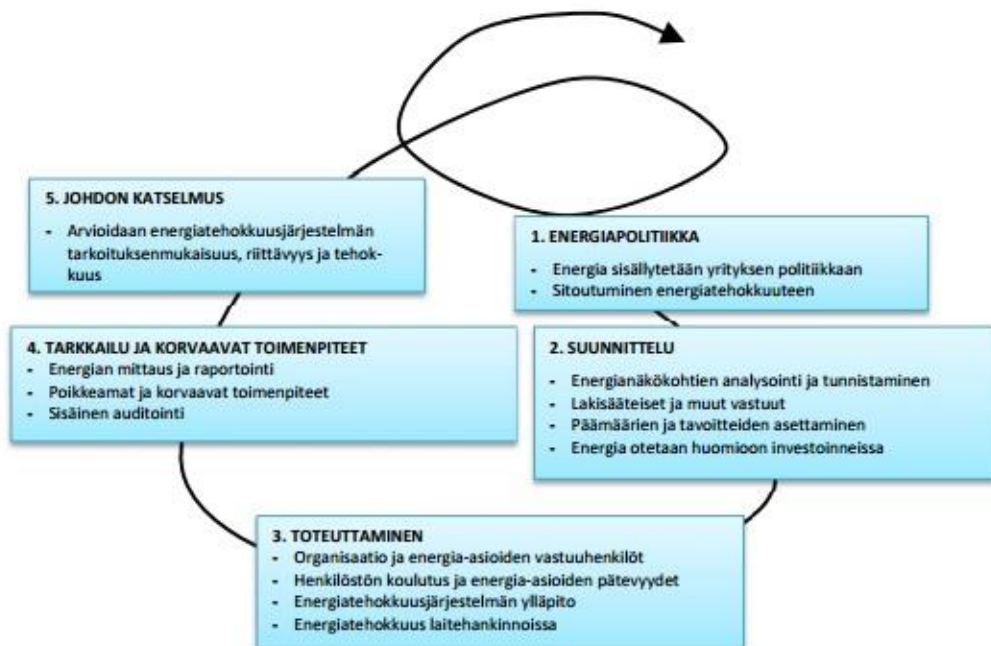 5. JOHDON KATSELMUS
- Arvioidaan energiatehokkuusjärjestelmän
tarkoituksenmukaisuus, riittävyys ja tehok-
kuus
1. ENERGIAPOLITIIKKA
- Energia sisällytetään yrityksen politiikkaan
- Sitoutuminen energiatehokkuuteen
4. TARKKAILU JA KORVAAVAT TOIMENPITEET
- Energian mittaus ja raportointi
- Poikkeamat ja korvaavat toimenpiteet
- Sisäinen auditointi
2. SUUNNITTELU
- Energianäkökohtien analysointi ja tunnistaminen
- Lakisääteiset ja muut vastuut
- Päämäärien ja tavoitteiden asettaminen
- Energia otetaan huomioon investoinneissa
3. TOTEUTTAMINEN
- Organisaatio ja energia-asioiden vastuuhenkilöt
- Henkilöstön koulutus ja energia-asioiden pätevyydet
- Energiatehokkuusjärjestelmän ylläpito
- Energiatehokkuus laitehankinnoissa